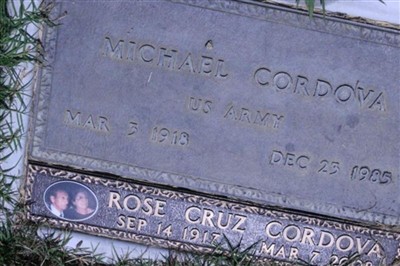 MICHAEL CORDOVA
US ARMY
MAR 5 1918
DEC 25 1985
ROSE CRUZ CORDOVA
SEP 14 1917 MAR 7